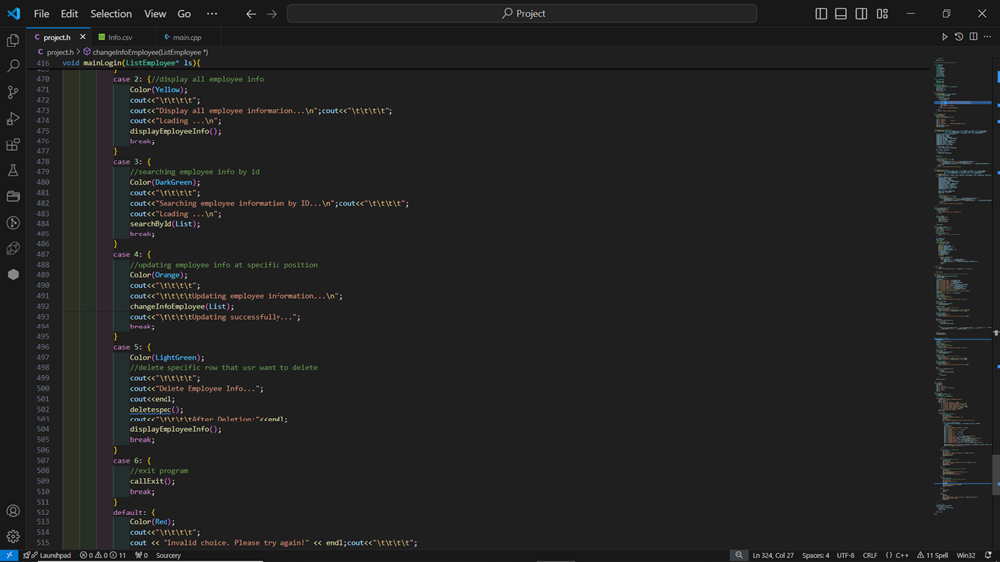 File Edit Selection View Go ··· Project
project.h Info.csv main.cpp
project.h > changeInfoEmployee(ListEmployee *)
416 void mainLogin(ListEmployee* ls){
469 }
470 case 2: {//display all employee info
471 Color(Yellow);
472 cout<<"\t\t\t\t";
473 cout<<"Display all employee information...\n";cout<<"\t\t\t\t";
474 cout<<"Loading ...\n";
475 displayEmployeeInfo();
476 break;
477 }
478 case 3: {
479 //searching employee info by id
480 Color(DarkGreen);
481 cout<<"\t\t\t\t";
482 cout<<"Searching employee information by ID...\n";cout<<"\t\t\t\t";
483 cout<<"Loading ...\n";
484 searchById(List);
485 break;
486 }
487 case 4: {
488 //updating employee info at specific position
489 Color(Orange);
490 cout<<"\t\t\t\t";
491 cout<<"\t\t\t\tUpdating employee information...\n";
492 changeInfoEmployee(List);
493 cout<<"\t\t\t\tUpdating successfully...";
494 break;
495 }
496 case 5: {
497 Color(LightGreen);
498 //delete specific row that usr want to delete
499 cout<<"\t\t\t\t";
500 cout<<"Delete Employee Info...";
501 cout<<endl;
502 deletespec();
503 cout<<"\t\t\t\tAfter Deletion:"<<endl;
504 displayEmployeeInfo();
505 break;
506 }
507 case 6: {
508 //exit program
509 callExit();
510 break;
511 }
512 default: {
513 Color(Red);
514 cout<<"\t\t\t\t";
515 cout << "Invalid choice. Please try again!" << endl;cout<<"\t\t\t\t";
Launchpad 0 0 11 0 Sourcery Ln 324, Col 27 Spaces: 4 UTF-8 CRLF {} C++ 11 Spell Win32